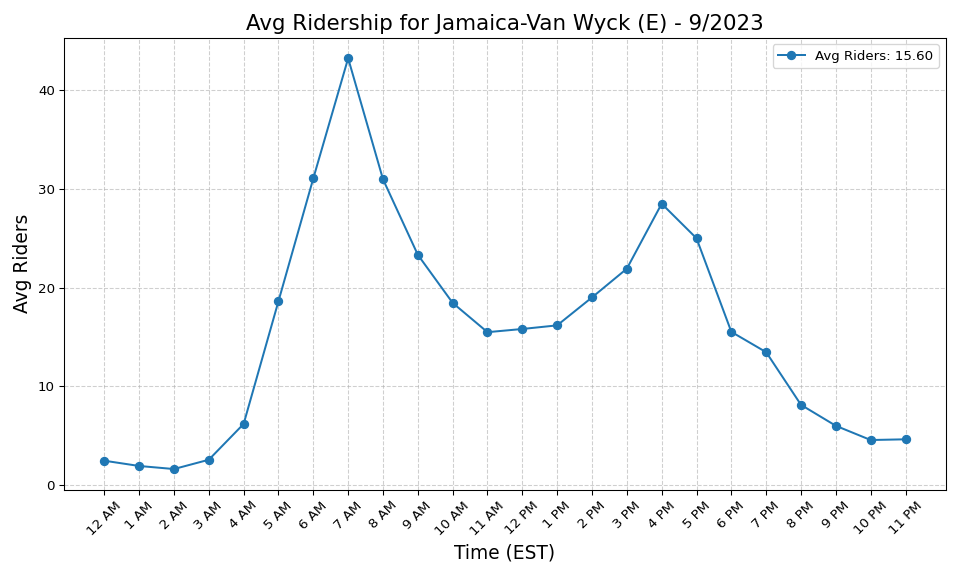 Avg Ridership for Jamaica-Van Wyck (E) - 9/2023
Avg Riders: 15.60
Avg Riders
40
30
20
10
0
12 AM
1 AM
2 AM
3 AM
4 AM
5 AM
6 AM
7 AM
8 AM
9 AM
10 AM
11 AM
12 PM
1 PM
2 PM
3 PM
4 PM
5 PM
6 PM
7 PM
8 PM
9 PM
10 PM
11 PM
Time (EST)